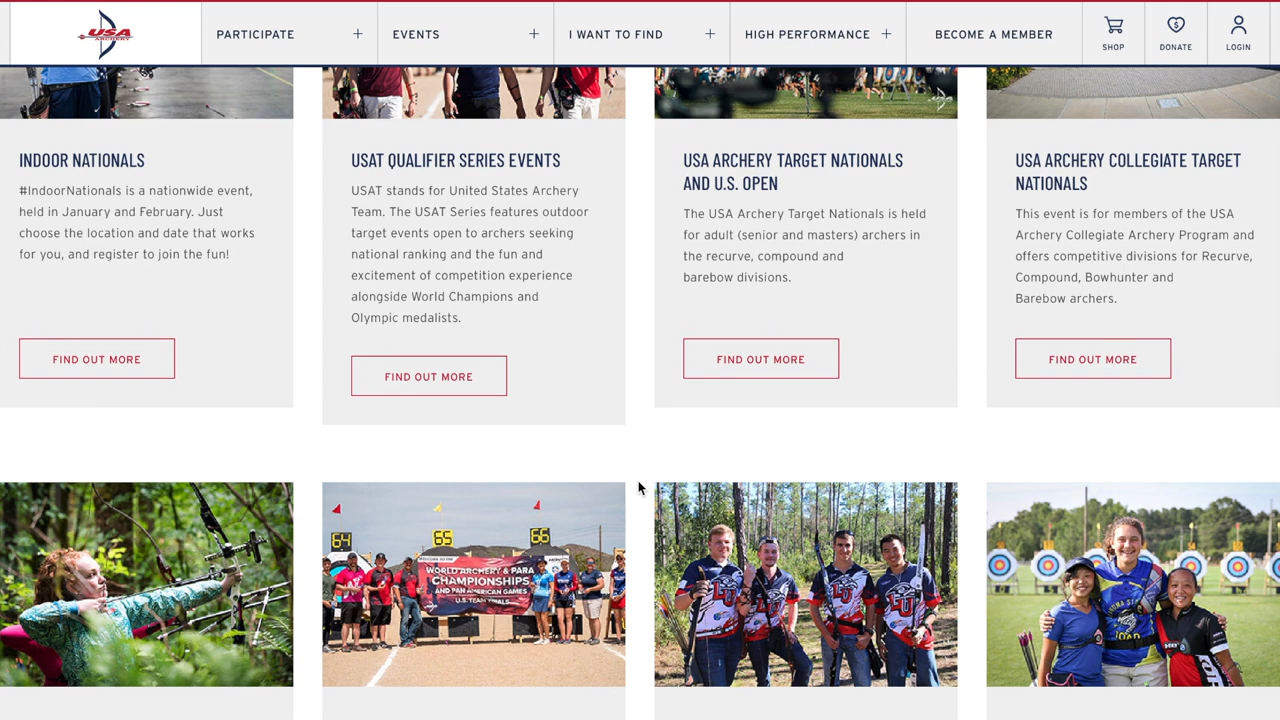 USA
ARCHERY
PARTICIPATE +
EVENTS +
I WANT TO FIND +
HIGH PERFORMANCE +
BECOME A MEMBER
SHOP
DONATE
LOGIN
INDOOR NATIONALS
#IndoorNationals is a nationwide event,
held in January and February. Just
choose the location and date that works
for you, and register to join the fun!
FIND OUT MORE
USAT QUALIFIER SERIES EVENTS
USAT stands for United States Archery
Team. The USAT Series features outdoor
target events open to archers seeking
national ranking and the fun and
excitement of competition experience
alongside World Champions and
Olympic medalists.
FIND OUT MORE
USA ARCHERY TARGET NATIONALS
AND U.S. OPEN
The USA Archery Target Nationals is held
for adult (senior and masters) archers in
the recurve, compound and
barebow divisions.
FIND OUT MORE
USA ARCHERY COLLEGIATE TARGET
NATIONALS
This event is for members of the USA
Archery Collegiate Archery Program and
offers competitive divisions for Recurve,
Compound, Bowhunter and
Barebow archers.
FIND OUT MORE
64
65
66
WORLD ARCHERY & PARA
CHAMPIONSHIPS
AND PAN AMERICAN GAMES
U.S. TEAM TRIALS
LU
LU
LU
LU